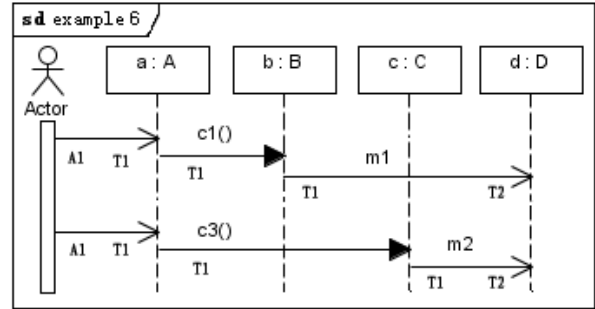 sd example 6
a : A
b : B
c : C
d : D
Actor
c1()
A1 T1
T1
m1
T1 T2
c3()
A1 T1
T1
m2
T1 T2